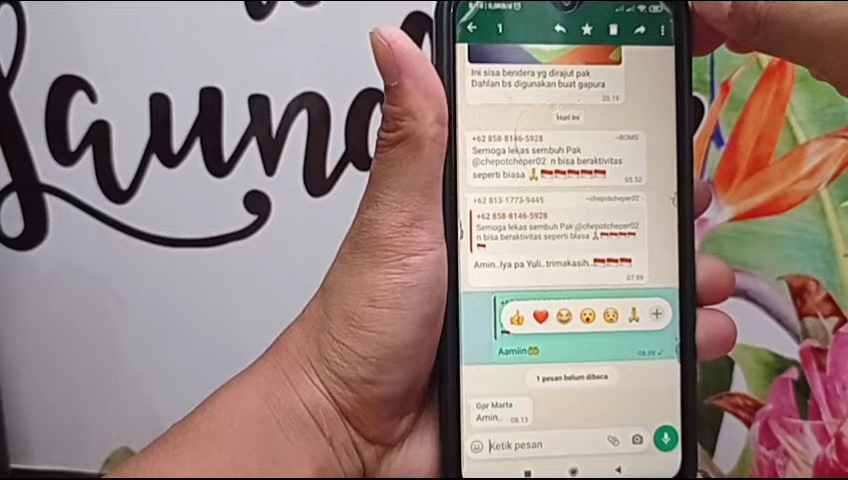 Laund
1
Ini sisa bendera yg dirajut pak
Dahlan bs digunakan buat gapura
20.19
Hari ini
+62 858-8146-5928 ~BOMS
Semoga lekas sembuh Pak
@chepotcheper02 n bisa beraktivitas
seperti biasa
05.52
+62 813-1773-9445 ~chepotcheper02
+62 858-8146-5928
Semoga lekas sembuh Pak @chepotcheper02
n bisa beraktivitas seperti biasa
Amin..Iya pa Yuli..trimakasih..
07.59
Aamiin
08.09
1 pesan belum dibaca
Gpr Marta
Amin..
08.13
Ketik pesan